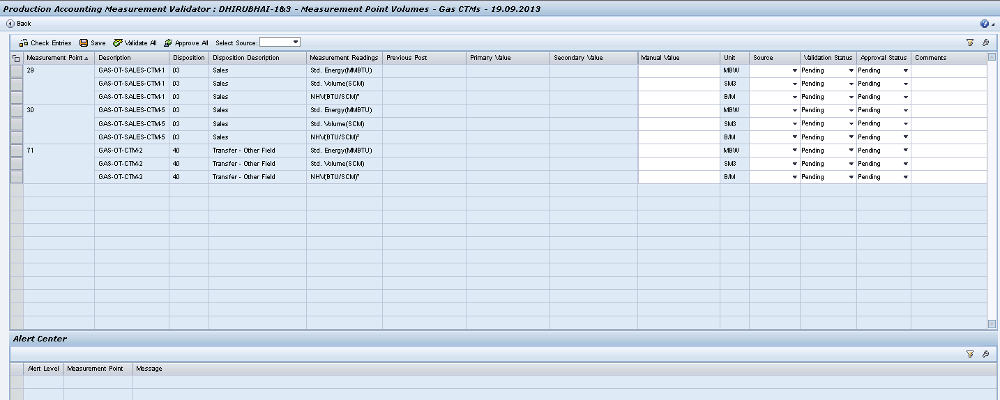 Production Accounting Measurement Validator : DHIRUBHAI-1&3 - Measurement Point Volumes - Gas CTMs - 19.09.2013
Back
Check Entries Save Validate All Approve All Select Source:
Measurement Point Description Disposition Disposition Description Measurement Readings Previous Post Primary Value Secondary Value Manual Value Unit Source Validation Status Approval Status Comments
29 GAS-OT-SALES-CTM-1 03 Sales Std. Energy(MMBTU) MBW Pending Pending
GAS-OT-SALES-CTM-1 03 Sales Std. Volume(SCM) SM3 Pending Pending
GAS-OT-SALES-CTM-1 03 Sales NHV(BTU/SCM)* B/M Pending Pending
30 GAS-OT-SALES-CTM-5 03 Sales Std. Energy(MMBTU) MBW Pending Pending
GAS-OT-SALES-CTM-5 03 Sales Std. Volume(SCM) SM3 Pending Pending
GAS-OT-SALES-CTM-5 03 Sales NHV(BTU/SCM)* B/M Pending Pending
71 GAS-OT-CTM-2 40 Transfer - Other Field Std. Energy(MMBTU) MBW Pending Pending
GAS-OT-CTM-2 40 Transfer - Other Field Std. Volume(SCM) SM3 Pending Pending
GAS-OT-CTM-2 40 Transfer - Other Field NHV(BTU/SCM)* B/M Pending Pending
Alert Center
Alert Level Measurement Point Message